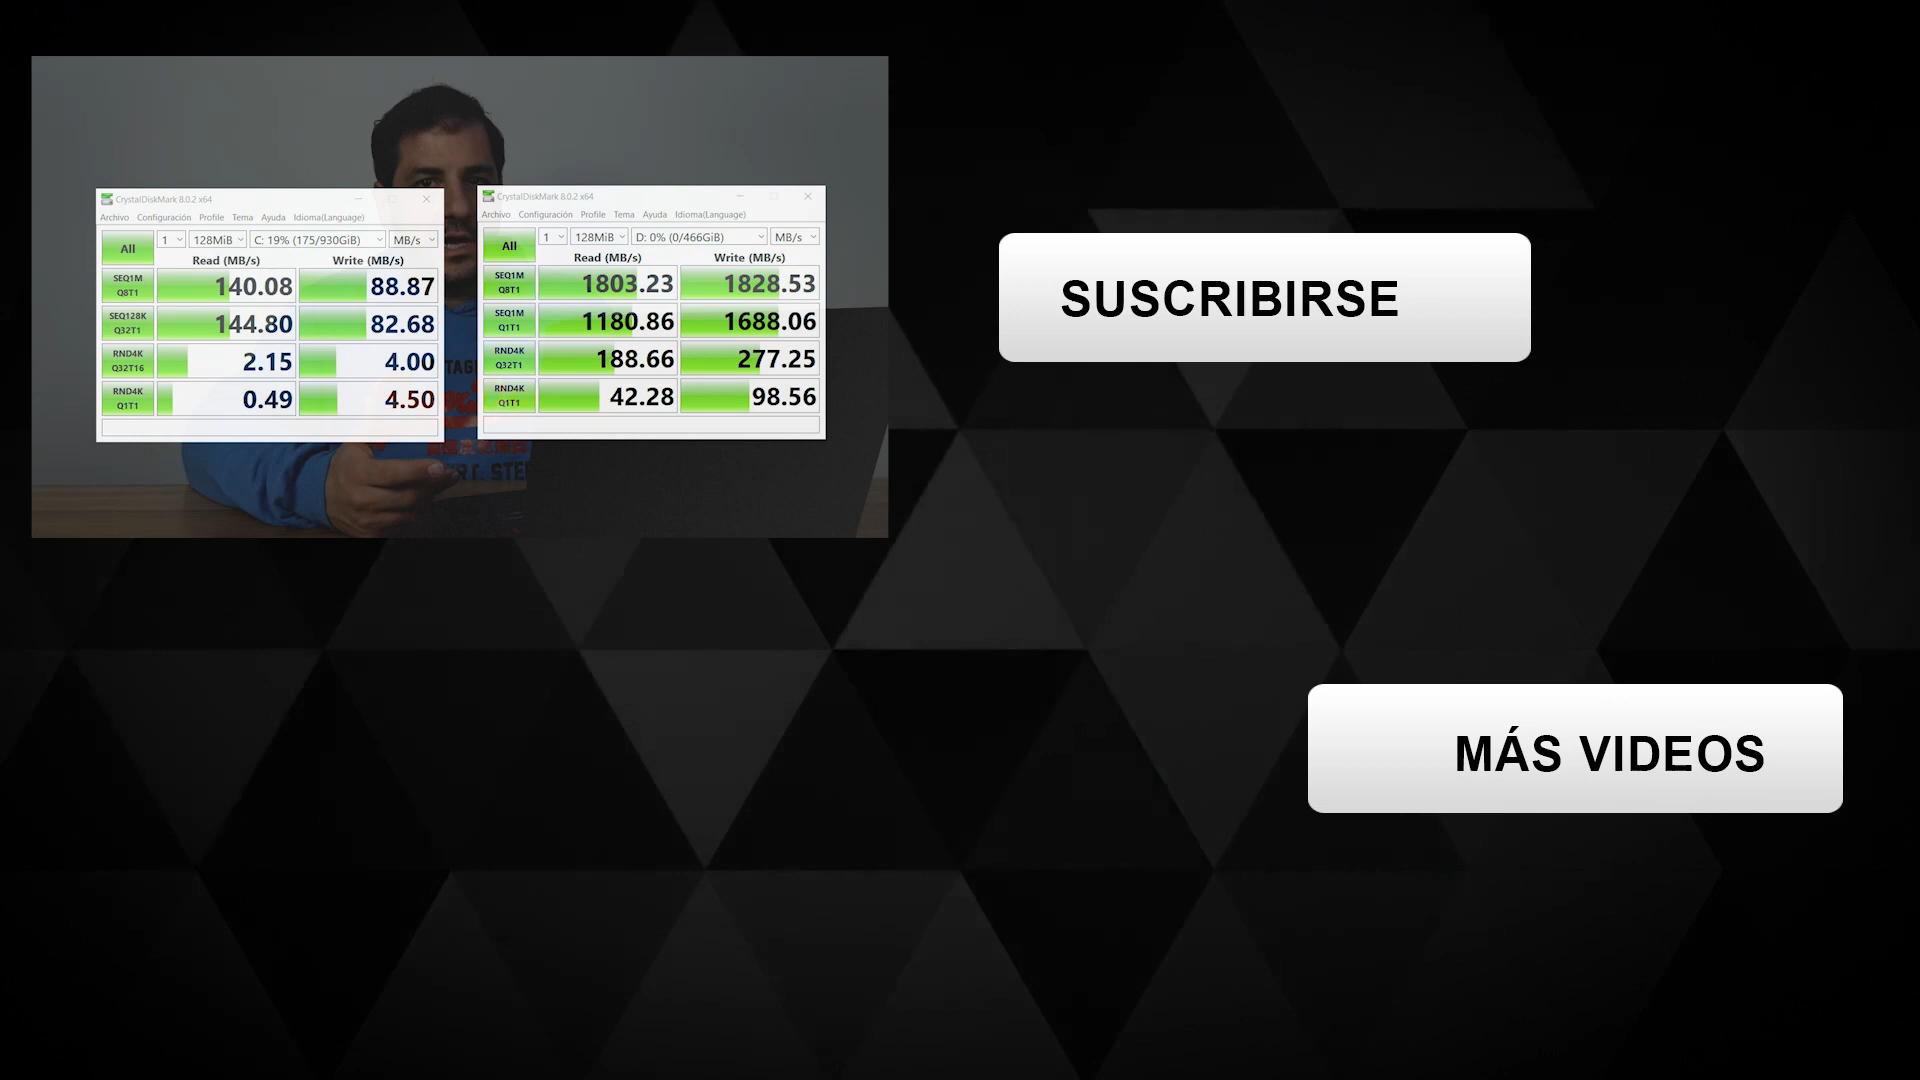 CrystalDiskMark 8.0.2 x64
Archivo Configuración Profile Tema Ayuda Idioma(Language)
All 1 128MiB C: 19% (175/930GiB) MB/s
Read (MB/s) Write (MB/s)
SEQ1M Q8T1 140.08 88.87
SEQ128K Q32T1 144.80 82.68
RND4K Q32T16 2.15 4.00
RND4K Q1T1 0.49 4.50
CrystalDiskMark 8.0.2 x64
Archivo Configuración Profile Tema Ayuda Idioma(Language)
All 1 128MiB D: 0% (0/466GiB) MB/s
Read (MB/s) Write (MB/s)
SEQ1M Q8T1 1803.23 1828.53
SEQ1M Q1T1 1180.86 1688.06
RND4K Q32T1 188.66 277.25
RND4K Q1T1 42.28 98.56
SUSCRIBIRSE
MÁS VIDEOS